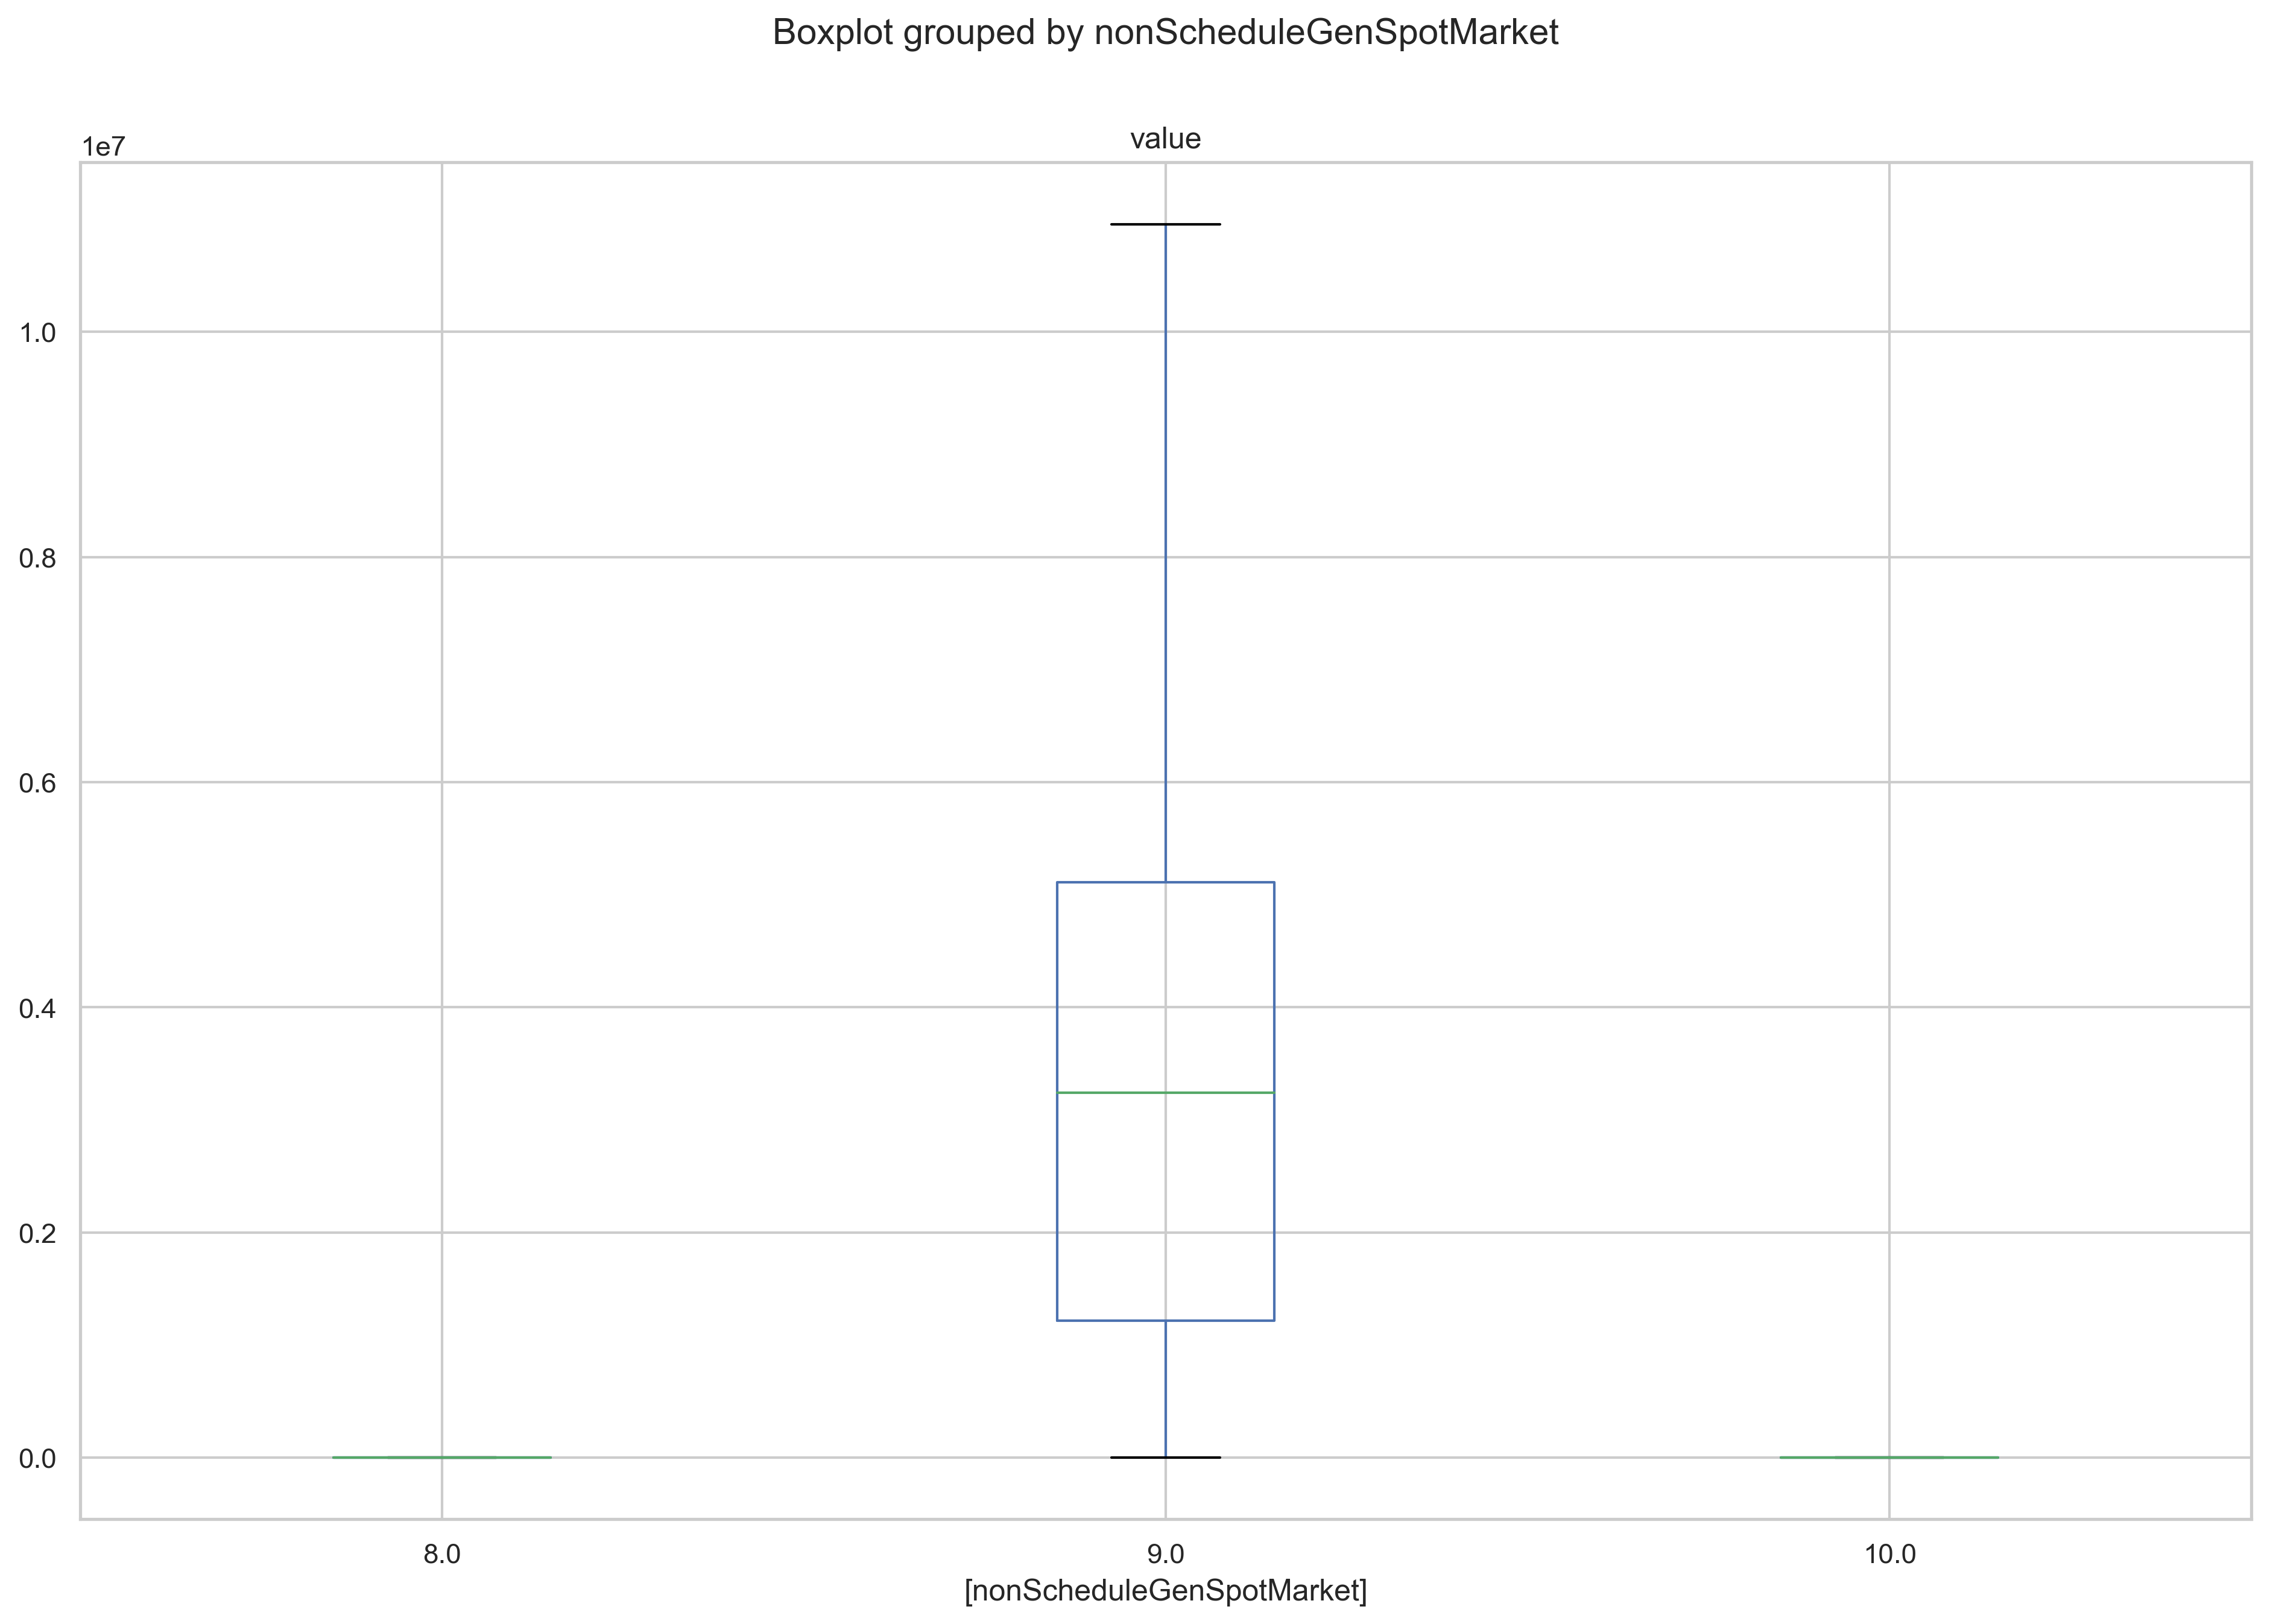 Boxplot grouped by nonScheduleGenSpotMarket
value
1e7
1.0
0.8
0.6
0.4
0.2
0.0
8.0 9.0 10.0
[nonScheduleGenSpotMarket]